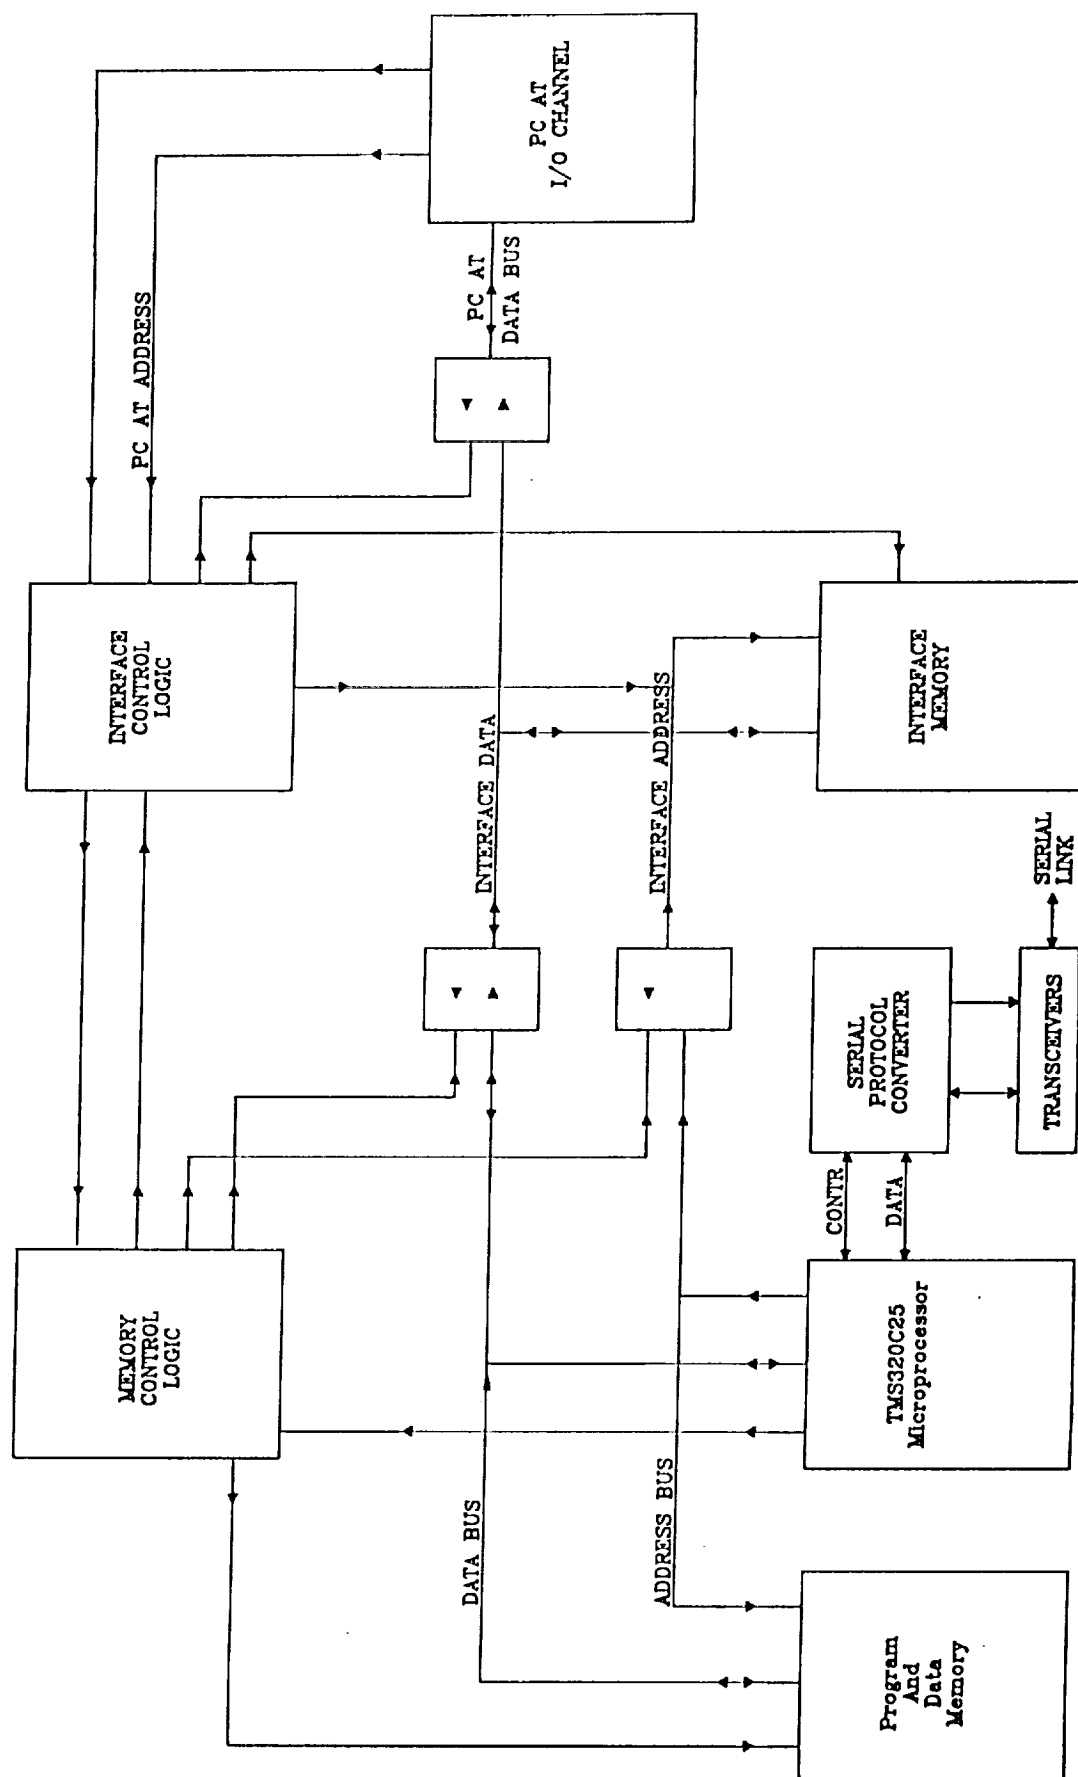 MEMORY
CONTROL
LOGIC
INTERFACE
CONTROL
LOGIC
PC AT ADDRESS
PC AT
I/O CHANNEL
PC AT
DATA BUS
DATA BUS
INTERFACE DATA
ADDRESS BUS
INTERFACE ADDRESS
Program
And
Data
Memory
TMS320C25
Microprocessor
CONTR
DATA
SERIAL
PROTOCOL
CONVERTER
TRANSCEIVERS
SERIAL
LINK
INTERFACE
MEMORY